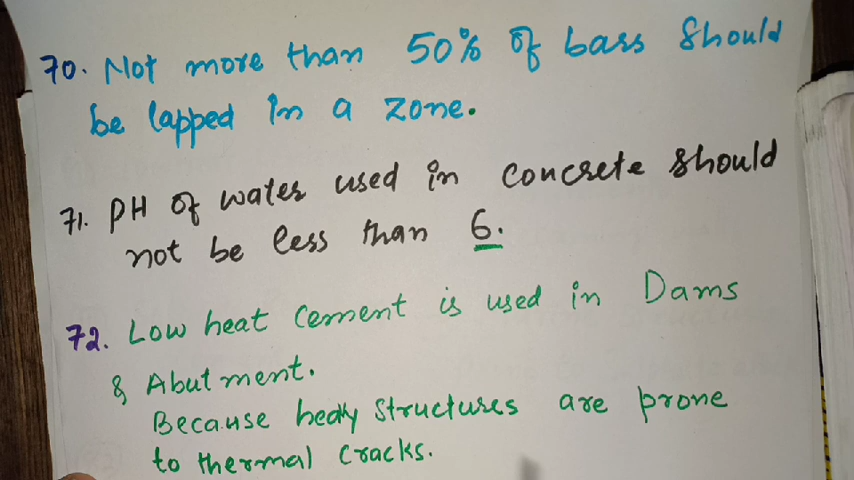 70. Not more than 50% of bars should
be lapped in a zone.
71. PH of water used in concrete should
not be less than 6.
72. Low heat Cement is used in Dams
& Abutment.
Because heavy structures are prone
to thermal cracks.